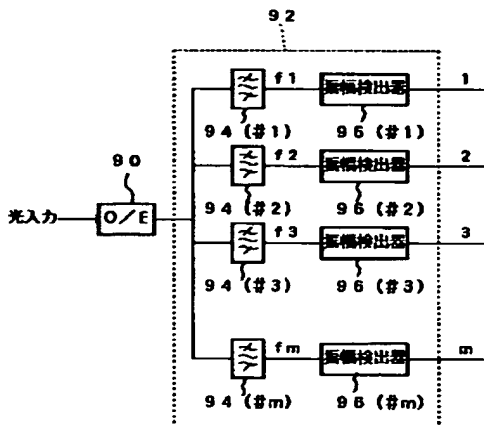 92
f1 振幅検出器 1
94 (#1) 96 (#1)
90
f2 振幅検出器 2
光入力 O/E 94 (#2) 96 (#2)
f3 振幅検出器 3
94 (#3) 96 (#3)
fm 振幅検出器 m
94 (#m) 96 (#m)